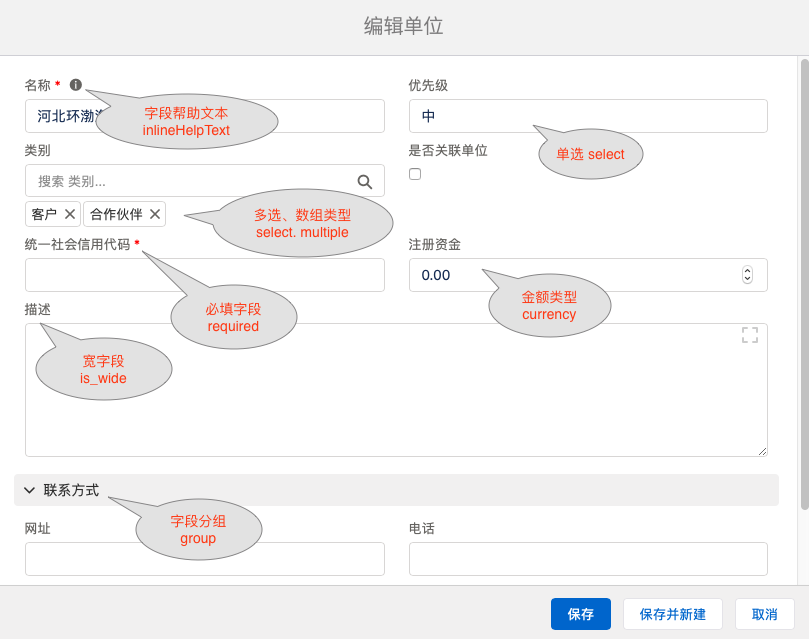 编辑单位
名称 *
优先级
河北环渤
中
字段帮助文本
inlineHelpText
单选 select
类别
是否关联单位
搜索 类别...
客户
合作伙伴
多选、数组类型
select. multiple
统一社会信用代码 *
注册资金
0.00
必填字段
required
金额类型
currency
描述
宽字段
is_wide
联系方式
字段分组
group
网址
电话
保存
保存并新建
取消